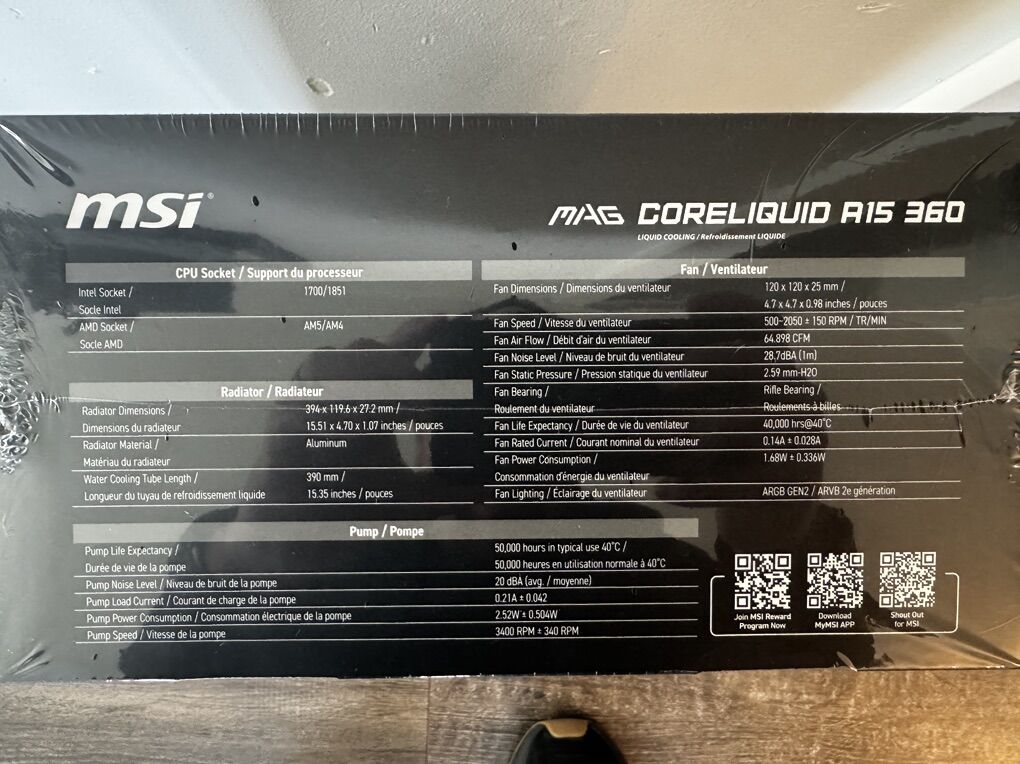 msi
MAG CORELIQUID A15 360
LIQUID COOLING / Refroidissement LIQUIDE
CPU Socket / Support du processeur
Intel Socket / 1700/1851
Socle Intel
AMD Socket / AM5/AM4
Socle AMD
Radiator / Radiateur
Radiator Dimensions / 394 x 119.6 x 27.2 mm /
Dimensions du radiateur 15.51 x 4.70 x 1.07 inches / pouces
Radiator Material / Aluminum
Matériau du radiateur
Water Cooling Tube Length / 390 mm /
Longueur du tuyau de refroidissement liquide 15.35 inches / pouces
Fan / Ventilateur
Fan Dimensions / Dimensions du ventilateur 120 x 120 x 25 mm /
4.7 x 4.7 x 0.98 inches / pouces
Fan Speed / Vitesse du ventilateur 500~2050 ± 150 RPM / TR/MIN
Fan Air Flow / Débit d'air du ventilateur 64.898 CFM
Fan Noise Level / Niveau de bruit du ventilateur 28.7dBA (1m)
Fan Static Pressure / Pression statique du ventilateur 2.59 mm-H2O
Fan Bearing / Rifle Bearing /
Roulement du ventilateur Roulements à billes
Fan Life Expectancy / Durée de vie du ventilateur 40,000 hrs@40°C
Fan Rated Current / Courant nominal du ventilateur 0.14A ± 0.028A
Fan Power Consumption / 1.68W ± 0.336W
Consommation d'énergie du ventilateur
Fan Lighting / Éclairage du ventilateur ARGB GEN2 / ARVB 2e génération
Pump / Pompe
Pump Life Expectancy / 50,000 hours in typical use 40°C /
Durée de vie de la pompe 50,000 heures en utilisation normale à 40°C
Pump Noise Level / Niveau de bruit de la pompe 20 dBA (avg. / moyenne)
Pump Load Current / Courant de charge de la pompe 0.21A ± 0.042
Pump Power Consumption / Consommation électrique de la pompe 2.52W ± 0.504W
Pump Speed / Vitesse de la pompe 3400 RPM ± 340 RPM
Join MSI Reward
Program Now
Download
MyMSI APP
Shout Out
for MSI